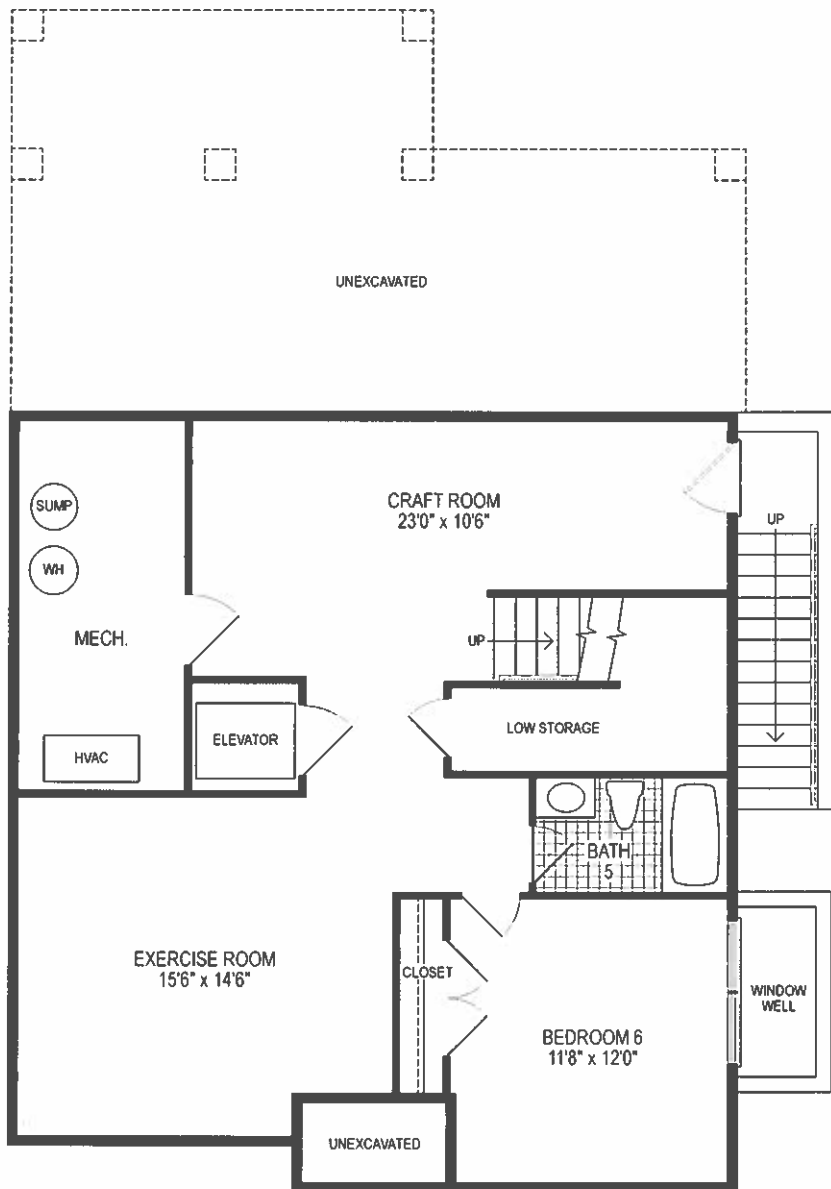 UNEXCAVATED
CRAFT ROOM
23'0" x 10'6"
SUMP
WH
MECH.
HVAC
UP
UP
ELEVATOR
LOW STORAGE
BATH
5
EXERCISE ROOM
15'6" x 14'6"
CLOSET
BEDROOM 6
11'8" x 12'0"
WINDOW
WELL
UNEXCAVATED